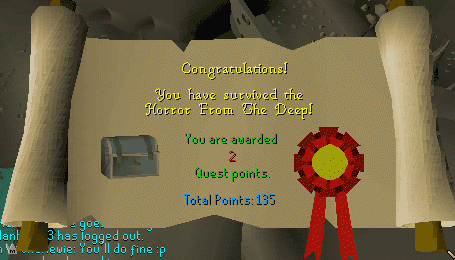 Congratulations!
You have survived the
Horror From The Deep!
You are awarded
2
Quest points.
Total Points: 135
3 has logged out.
You'll do fine :p